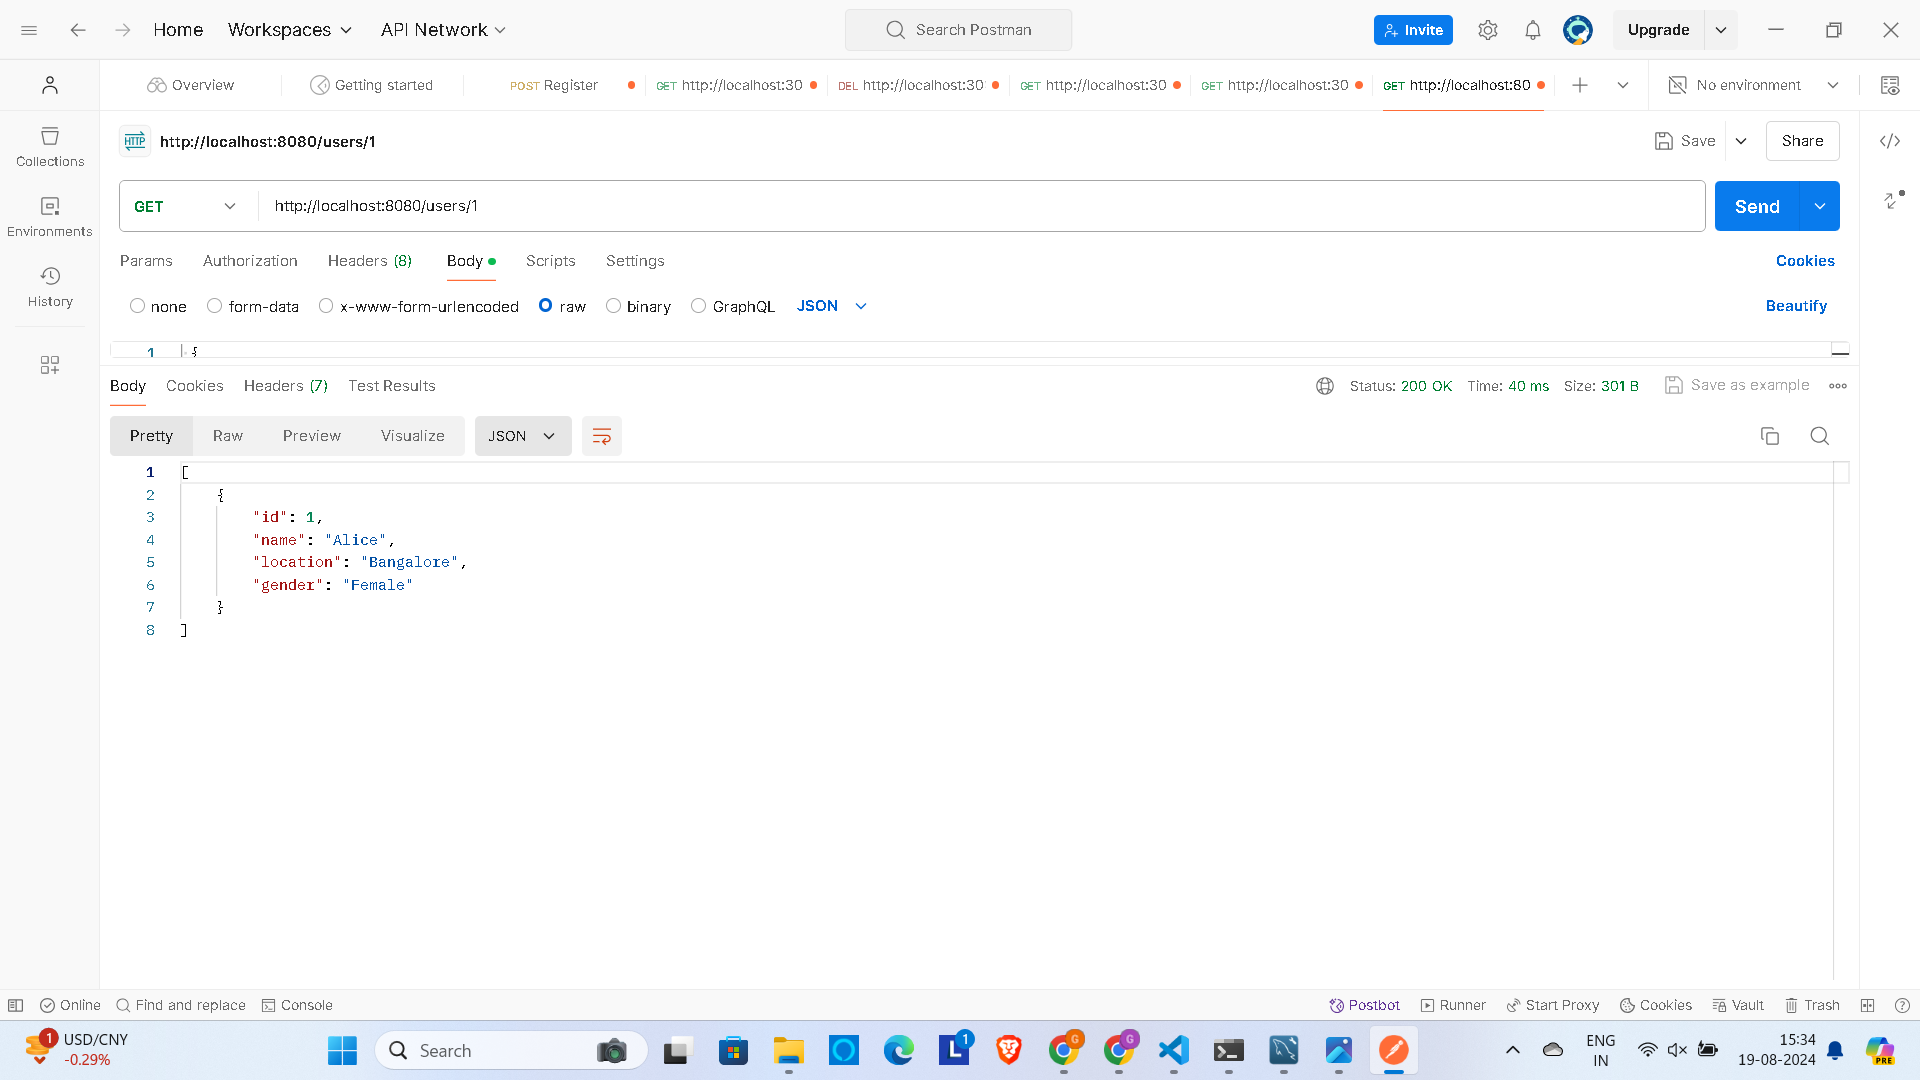 Home Workspaces API Network Search Postman Invite Upgrade
Overview Getting started POST Register GET http://localhost:30 DEL http://localhost:30 GET http://localhost:30 GET http://localhost:30 GET http://localhost:80 No environment
HTTP http://localhost:8080/users/1 Save Share
Collections
GET http://localhost:8080/users/1 Send
Environments
Params Authorization Headers (8) Body Scripts Settings Cookies
History
none form-data x-www-form-urlencoded raw binary GraphQL JSON Beautify
1 {
Body Cookies Headers (7) Test Results Status: 200 OK Time: 40 ms Size: 301 B Save as example
Pretty Raw Preview Visualize JSON
1 [
2 {
3 "id": 1,
4 "name": "Alice",
5 "location": "Bangalore",
6 "gender": "Female"
7 }
8 ]
Online Find and replace Console Postbot Runner Start Proxy Cookies Vault Trash
1 USD/CNY
-0.29%
Search
L 1
G
G
PRE
ENG
IN
15:34
19-08-2024